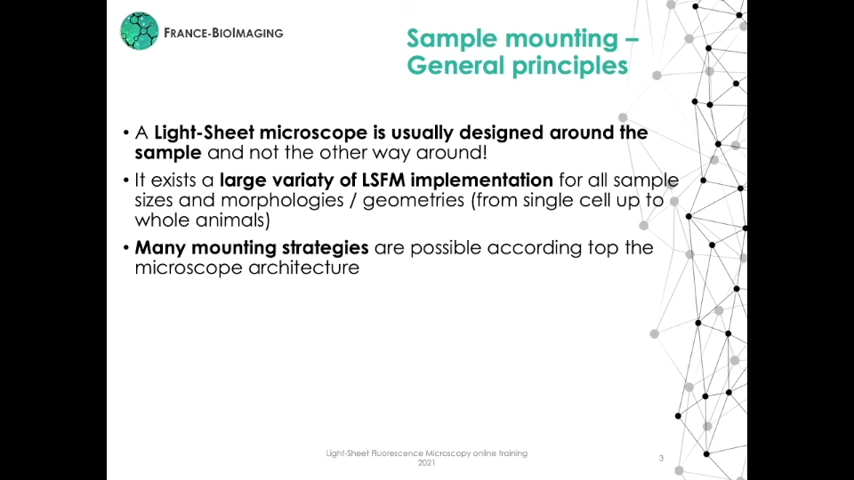 FRANCE-BIOIMAGING
Sample mounting –
General principles
• A Light-Sheet microscope is usually designed around the
sample and not the other way around!
• It exists a large variaty of LSFM implementation for all sample
sizes and morphologies / geometries (from single cell up to
whole animals)
• Many mounting strategies are possible according top the
microscope architecture
Light-Sheet Fluorescence Microscopy online training
2021
3